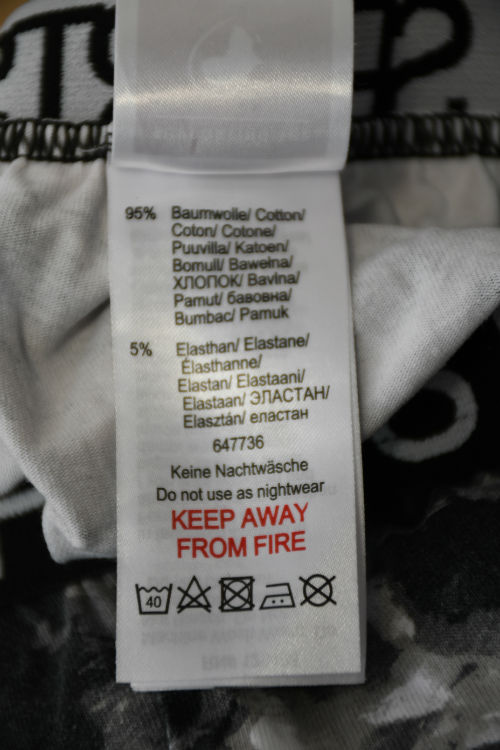 95% Baumwolle/ Cotton/
Coton/ Cotone/
Puuvilla/ Katoen/
Bomull/ Bawełna/
ХЛОПОК/ Bavlna/
Pamut/ бавовна/
Bumbac/ Pamuk
5% Elasthan/ Elastane/
Élasthanne/
Elastan/ Elastaani/
Elastaan/ ЭЛАСТАН/
Elasztán/ еластан
647736
Keine Nachtwäsche
Do not use as nightwear
KEEP AWAY
FROM FIRE
40